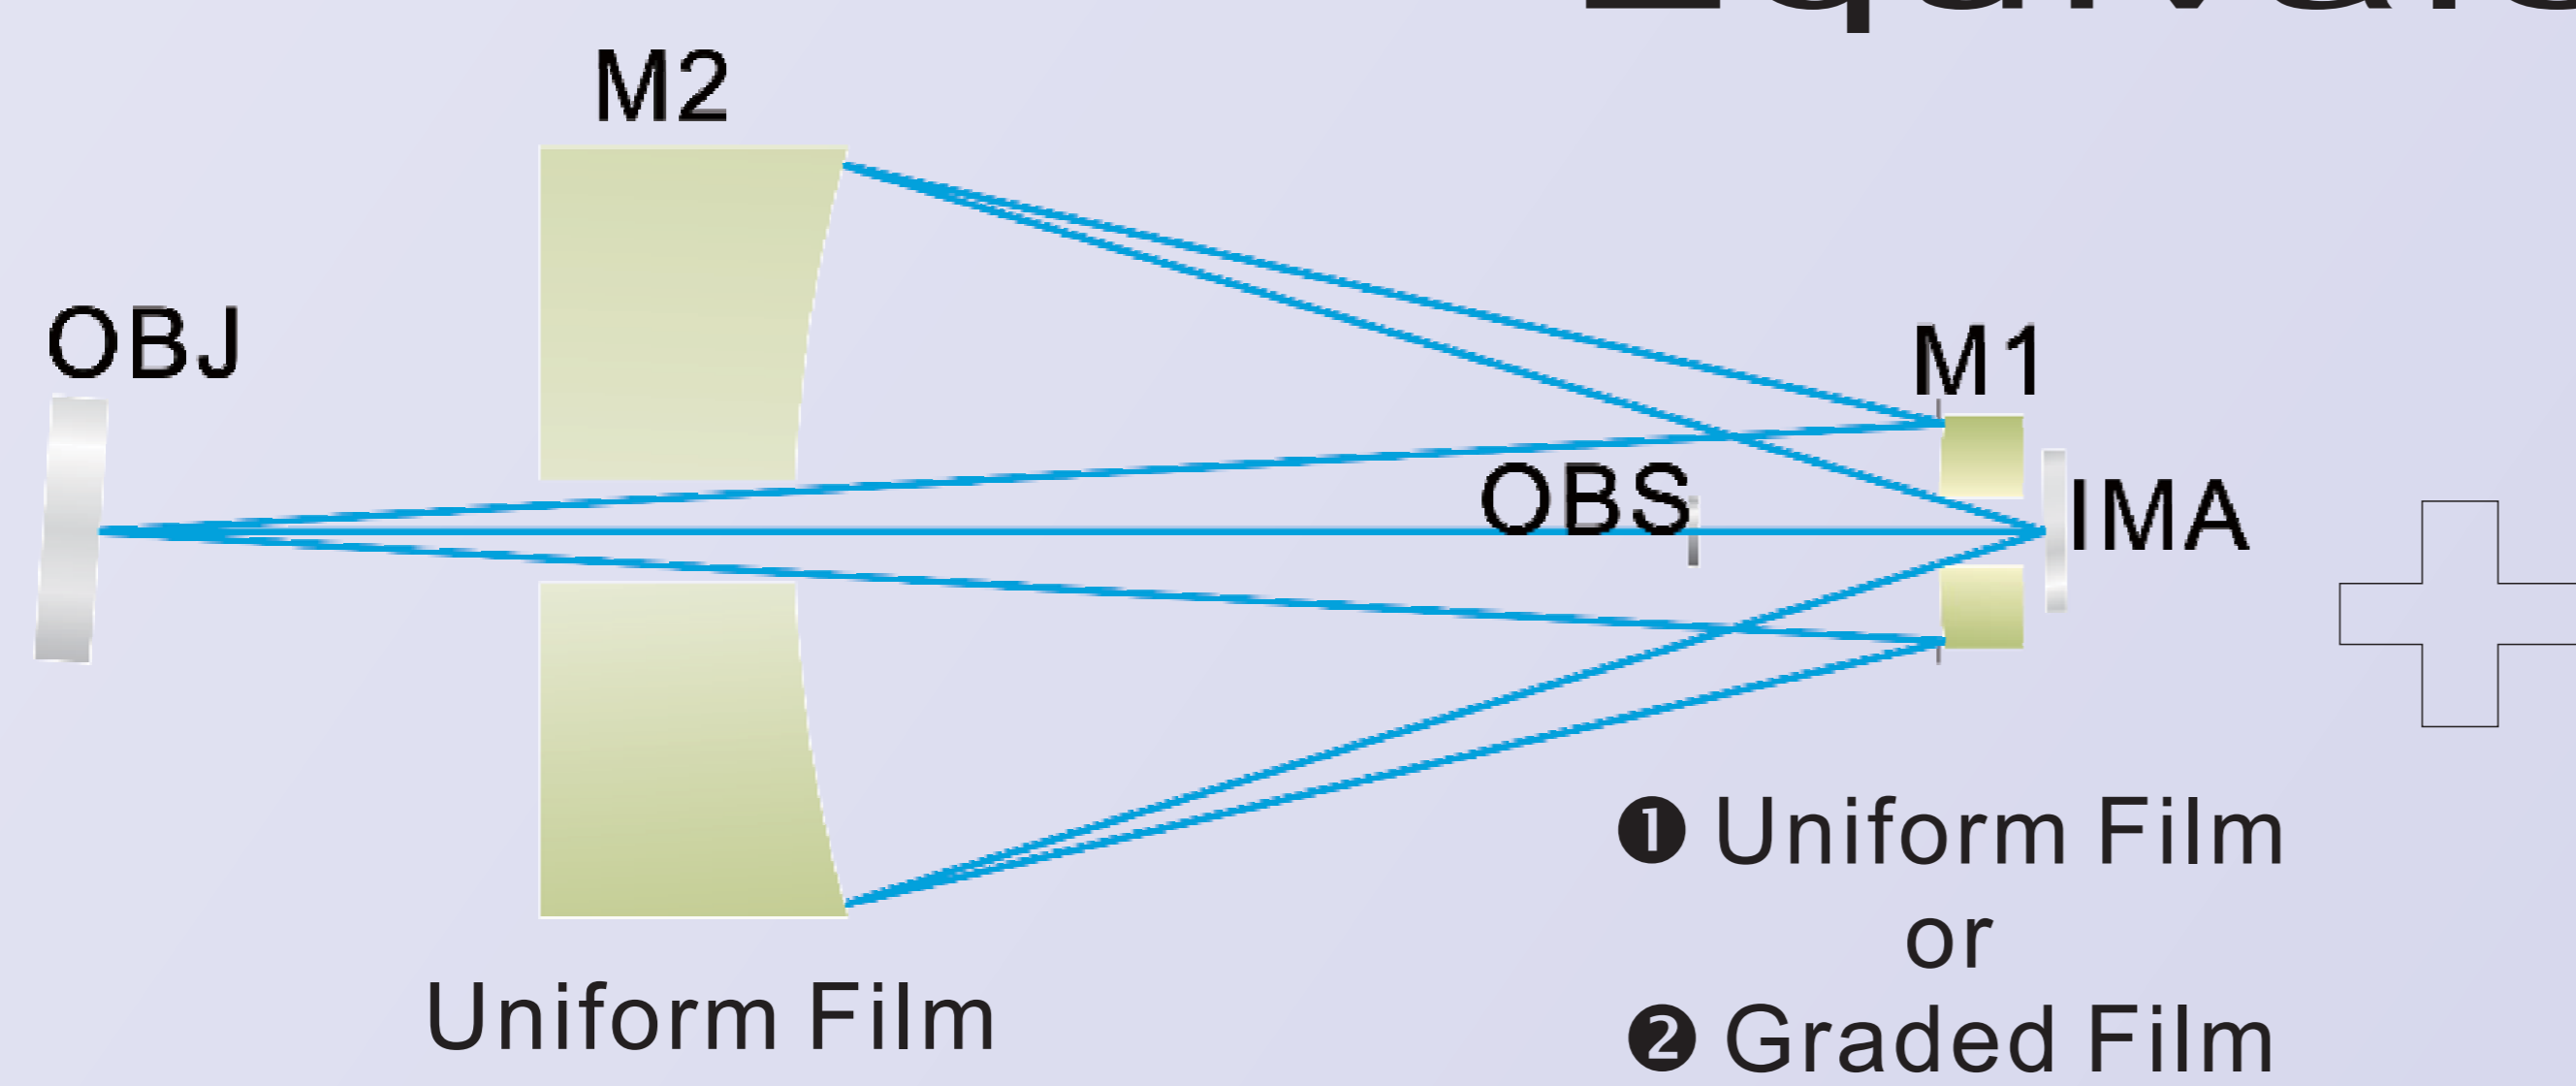 M2
OBJ
M1
OBS
IMA
❶ Uniform Film
or
Uniform Film
❷ Graded Film